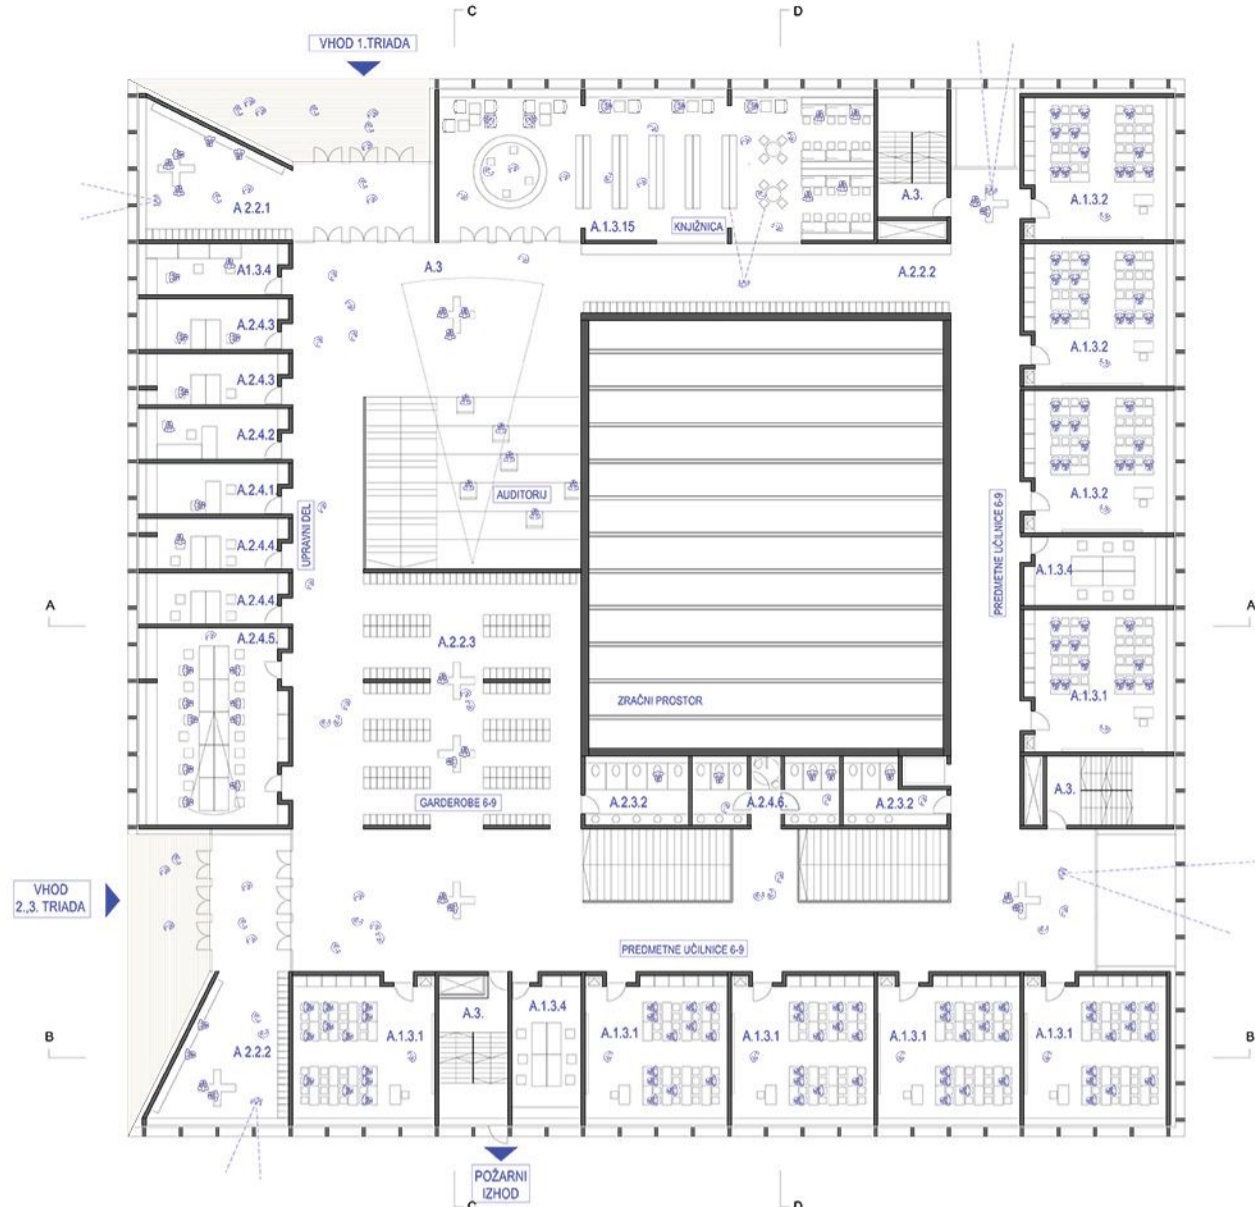 C
D
VHOD 1.TRIADA
A 2.2.1
A.1.3.15
KNJIŽNICA
A.3.
A.1.3.2
A1.3.4
A.3
A.2.2.2
A.2.4.3
A.1.3.2
A.2.4.3
A.2.4.2
A.2.4.1
AUDITORIJ
A.1.3.2
UPRAVNI DEL
PREDMETNE UČILNICE 6-9
A.2.4.4.
A.1.3.4
A.2.4.4.
A
A
A.2.4.5.
A.2.2.3
ZRAČNI PROSTOR
A.1.3.1
GARDEROBE 6-9
A.2.3.2
A.2.4.6.
A.2.3.2
A.3.
VHOD
2.,3. TRIADA
PREDMETNE UČILNICE 6-9
A.3.
A.1.3.4
B
A 2.2.2
A.1.3.1
A.1.3.1
A.1.3.1
A.1.3.1
A.1.3.1
B
POŽARNI
IZHOD
C
D